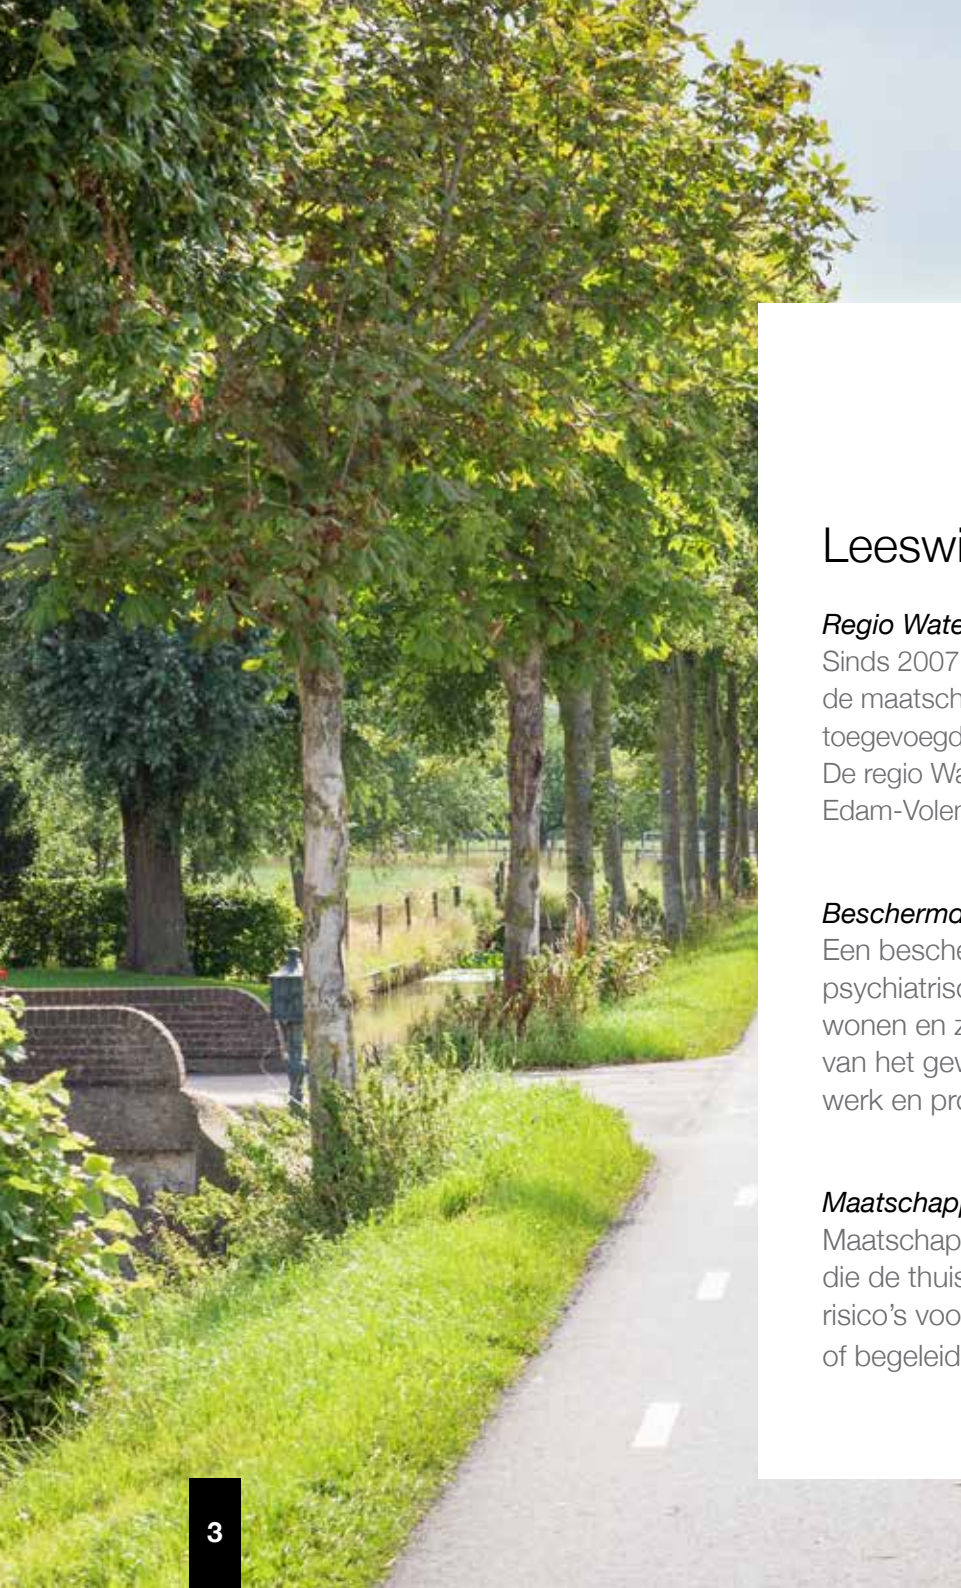 Leeswi
Regio Wate
Sinds 2007
de maatsch
toegevoegd
De regio Wa
Edam-Volen
Bescherma
Een besche
psychiatrisc
wonen en z
van het gev
werk en pro
Maatschapp
Maatschap
die de thuis
risico's voo
of begeleid
3